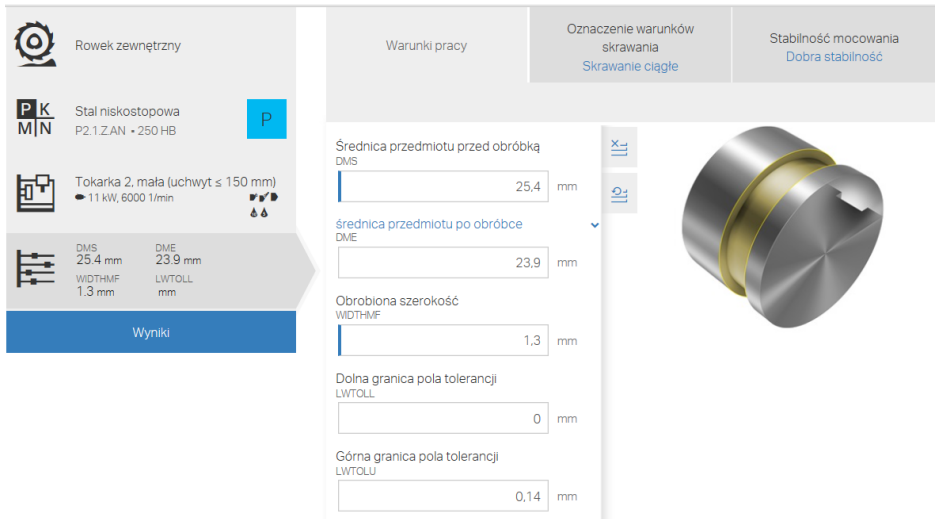 Rowek zewnętrzny
P K
M N
Stal niskostopowa
P2.1.Z.AN • 250 HB
P
Tokarka 2, mała (uchwyt ≤ 150 mm)
11 kW, 6000 1/min
DMS
25.4 mm
DME
23.9 mm
WIDTHMF
1.3 mm
LWTOLL
mm
Wyniki
Warunki pracy
Oznaczenie warunków
skrawania
Skrawanie ciągłe
Stabilność mocowania
Dobra stabilność
Średnica przedmiotu przed obróbką
DMS
25,4 mm
średnica przedmiotu po obróbce
DME
23,9 mm
Obrobiona szerokość
WIDTHMF
1,3 mm
Dolna granica pola tolerancji
LWTOLL
0 mm
Górna granica pola tolerancji
LWTOLU
0,14 mm